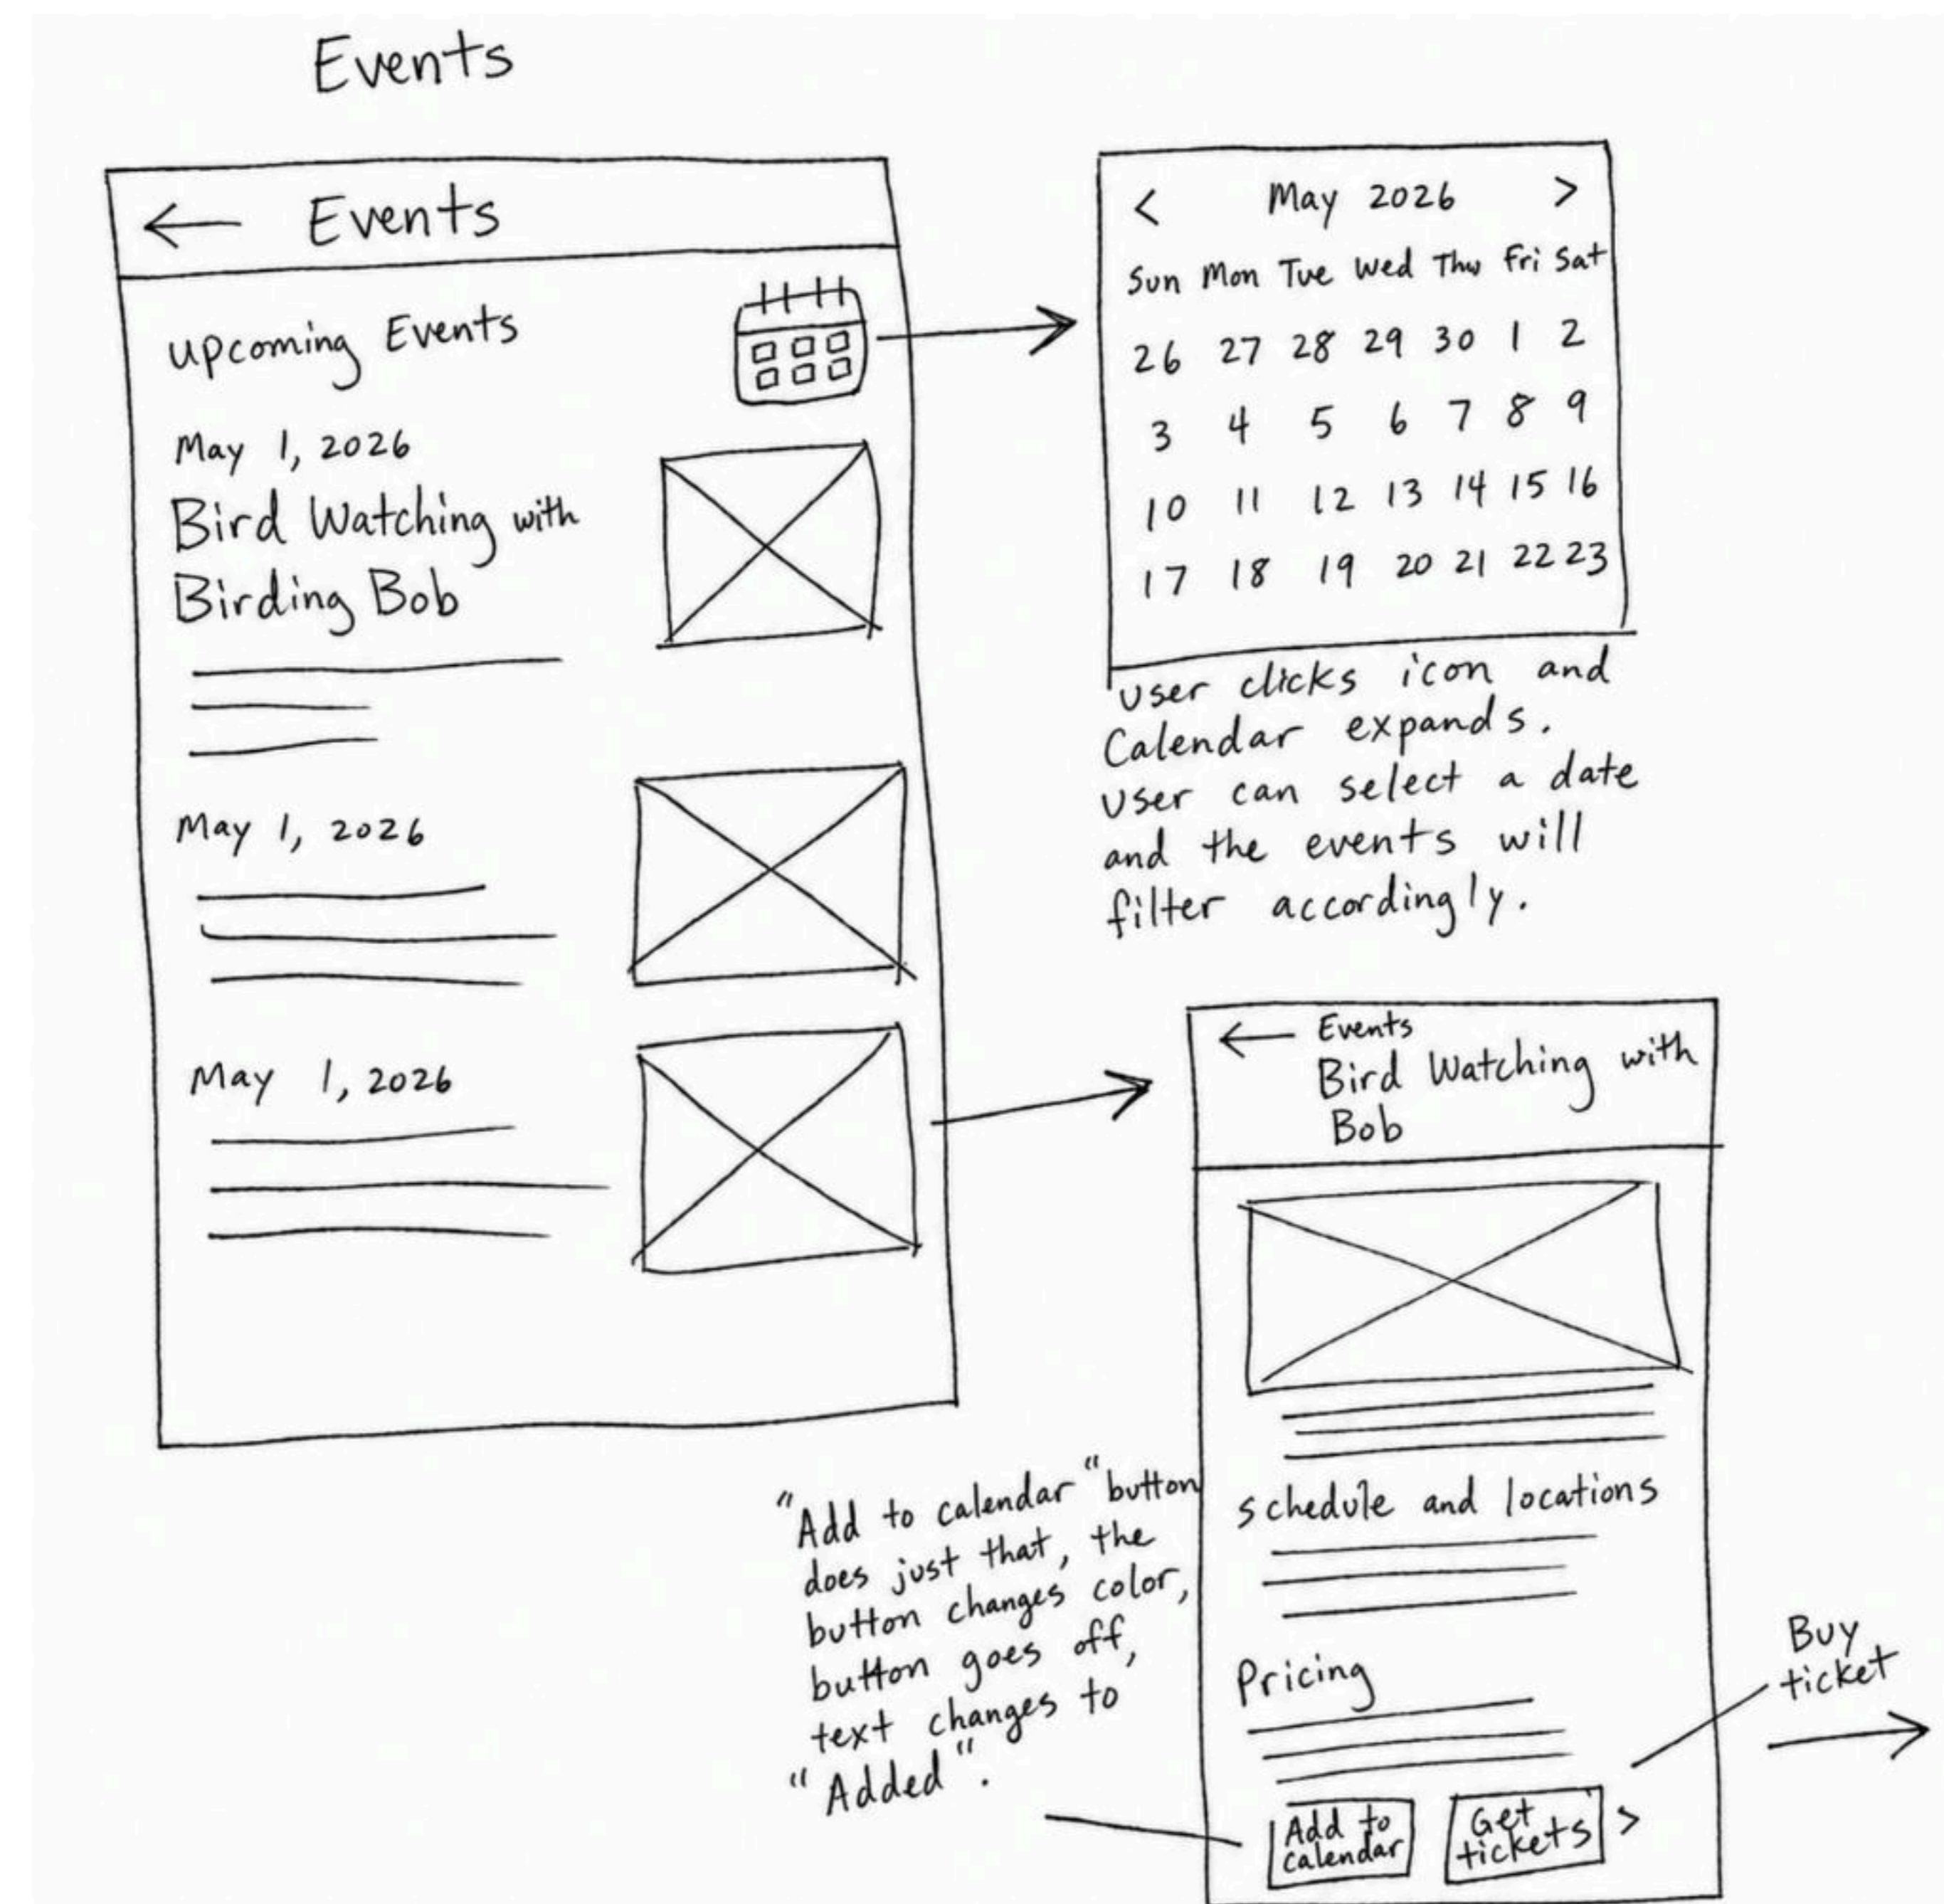 Events
← Events
upcoming Events
May 1, 2026
Bird Watching with
Birding Bob
May 1, 2026
May 1, 2026
< May 2026 >
Sun Mon Tue Wed Thu Fri Sat
26 27 28 29 30 1 2
3 4 5 6 7 8 9
10 11 12 13 14 15 16
17 18 19 20 21 22 23
user clicks icon and
Calendar expands.
user can select a date
and the events will
filter accordingly.
← Events
Bird Watching with
Bob
schedule and locations
Pricing
Add to
calendar
Get
tickets >
"Add to calendar" button
does just that, the
button changes color,
button goes off,
text changes to
"Added".
Buy
ticket